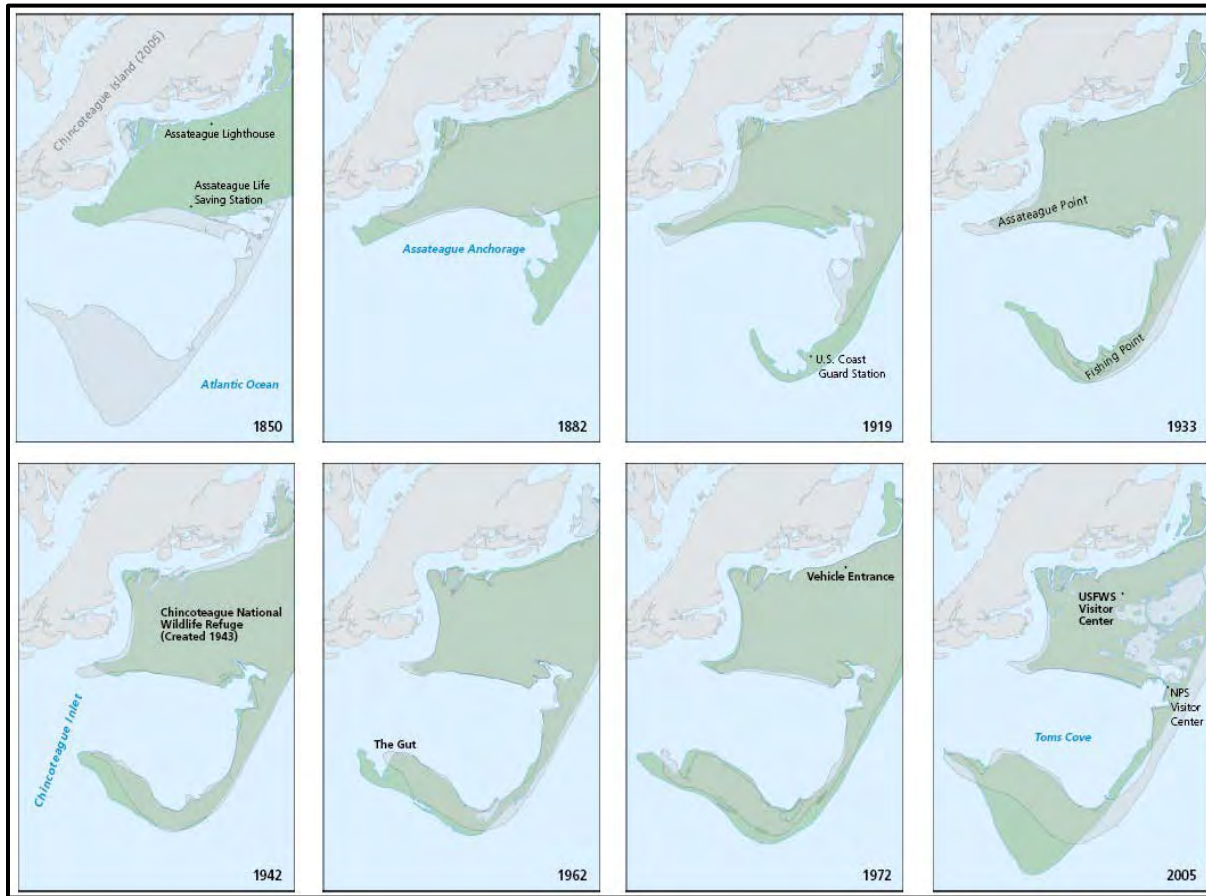 Chincoteague Island (2005)
Assateague Lighthouse
Assateague Life
Saving Station
Atlantic Ocean
1850
Assateague Anchorage
1882
U.S. Coast
Guard Station
1919
Assateague Point
Fishing Point
1933
Chincoteague National
Wildlife Refuge
(Created 1943)
Chincoteague Inlet
1942
The Gut
1962
Vehicle Entrance
1972
USFWS
Visitor
Center
NPS
Visitor
Center
Toms Cove
2005